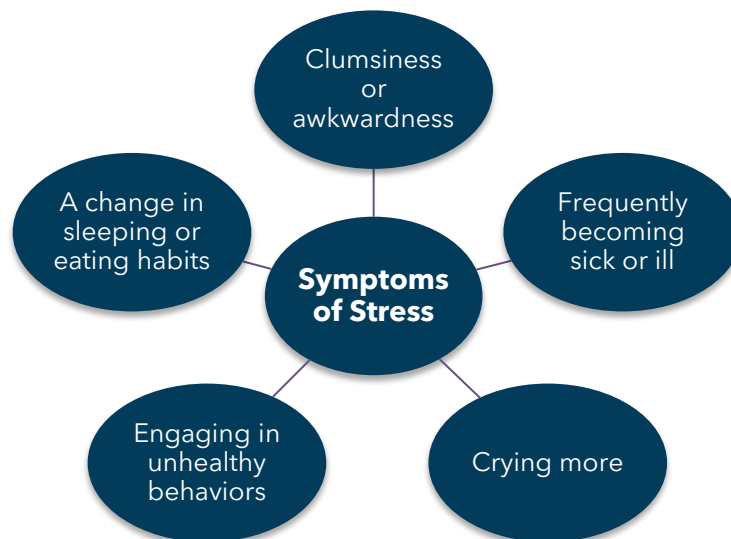 Clumsiness
or
awkwardness
A change in
sleeping or
eating habits
Frequently
becoming
sick or ill
Symptoms
of Stress
Engaging in
unhealthy
behaviors
Crying more